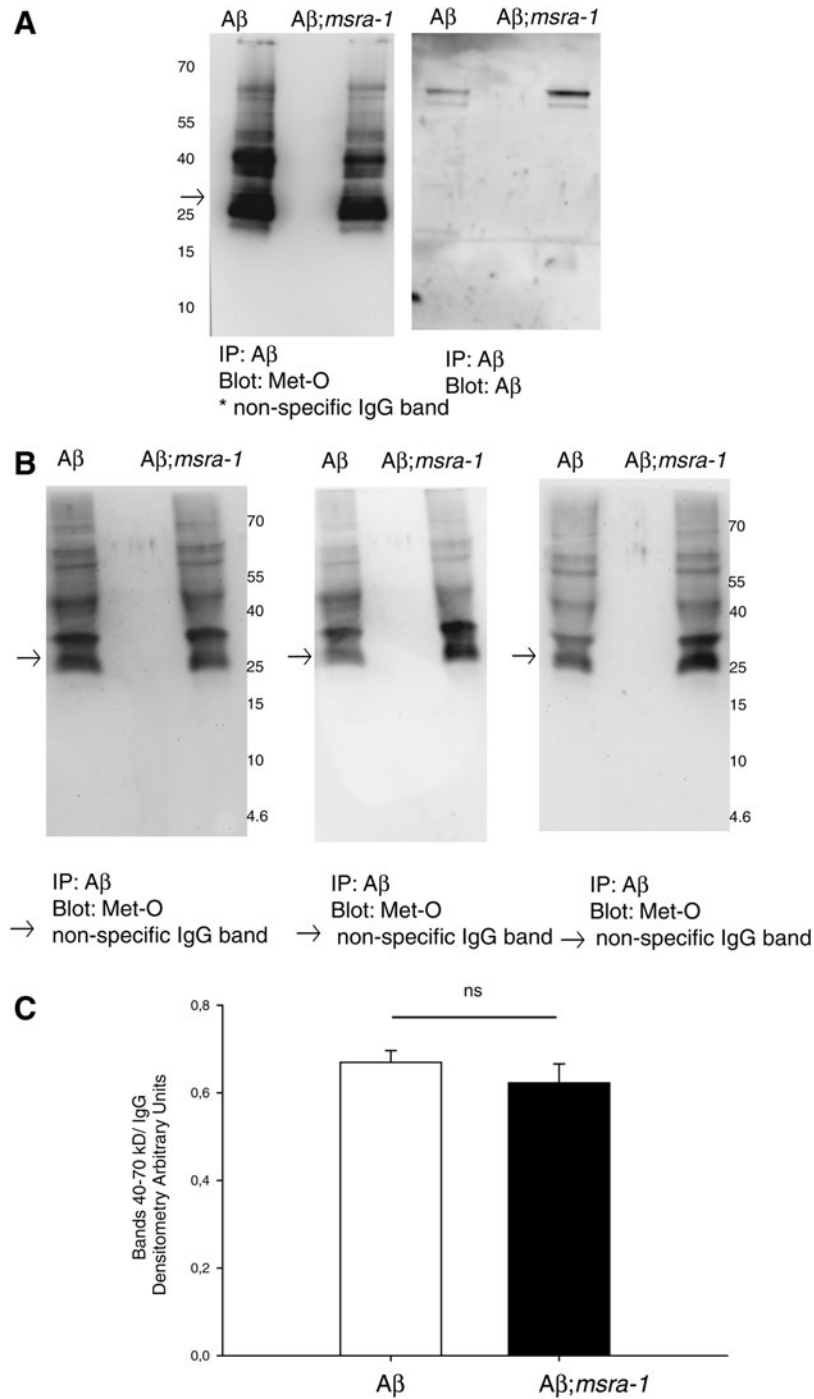 A
Aβ Aβ;msra-1 Aβ Aβ;msra-1
70
55
40
→
25
15
10
IP: Aβ
Blot: Met-O
* non-specific IgG band
IP: Aβ
Blot: Aβ
B
Aβ Aβ;msra-1 Aβ Aβ;msra-1 Aβ Aβ;msra-1
70
55
40
→ 25
15
10
4.6
→
→ 
70
55
40
25
15
10
4.6
IP: Aβ
Blot: Met-O
→ non-specific IgG band
IP: Aβ
Blot: Met-O
→ non-specific IgG band
IP: Aβ
Blot: Met-O
→ non-specific IgG band
C
ns
Bands 40-70 kD/ IgG
Densitometry Arbitrary Units
0,8
0,6
0,4
0,2
0,0
Aβ Aβ;msra-1